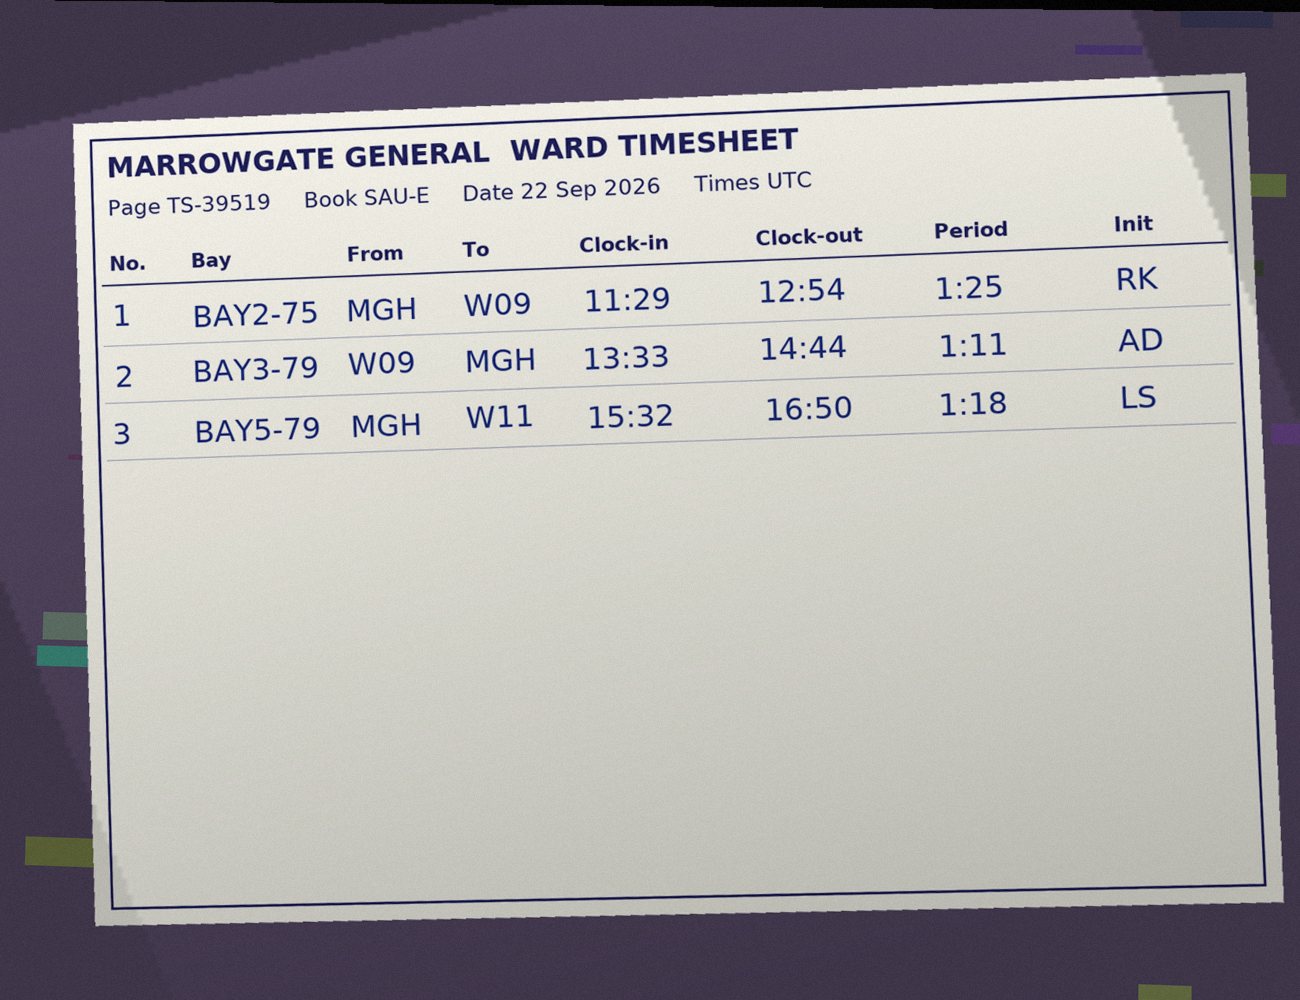 MARROWGATE GENERAL WARD TIMESHEET
Page TS-39519 Book SAU-E Date 22 Sep 2026 Times UTC
No. Bay From To Clock-in Clock-out Period Init
1 BAY2-75 MGH W09 11:29 12:54 1:25 RK
2 BAY3-79 W09 MGH 13:33 14:44 1:11 AD
3 BAY5-79 MGH W11 15:32 16:50 1:18 LS